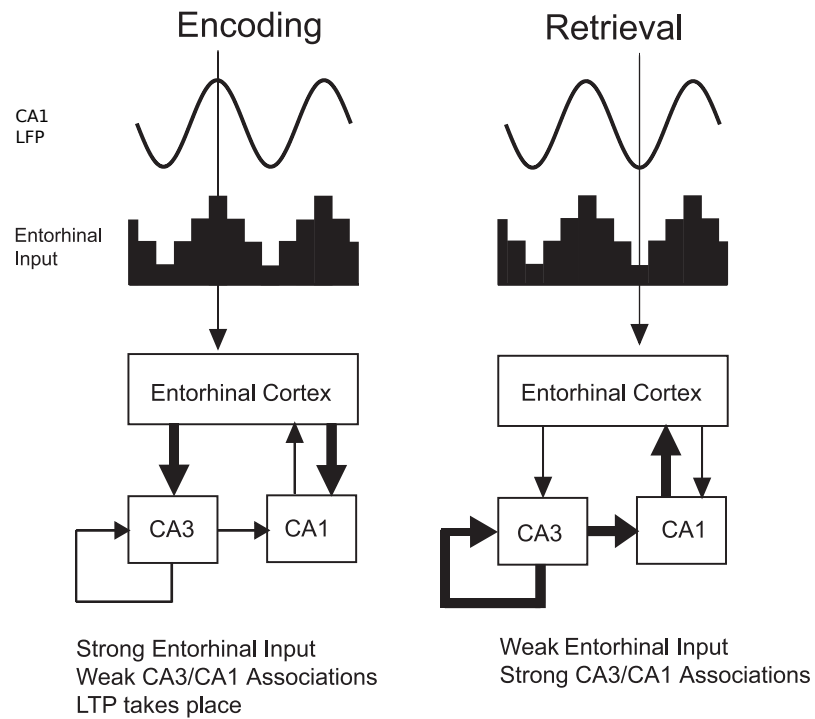 Encoding
Retrieval
CA1
LFP
Entorhinal
Input
Entorhinal Cortex
CA3
CA1
Strong Entorhinal Input
Weak CA3/CA1 Associations
LTP takes place
Entorhinal Cortex
CA3
CA1
Weak Entorhinal Input
Strong CA3/CA1 Associations